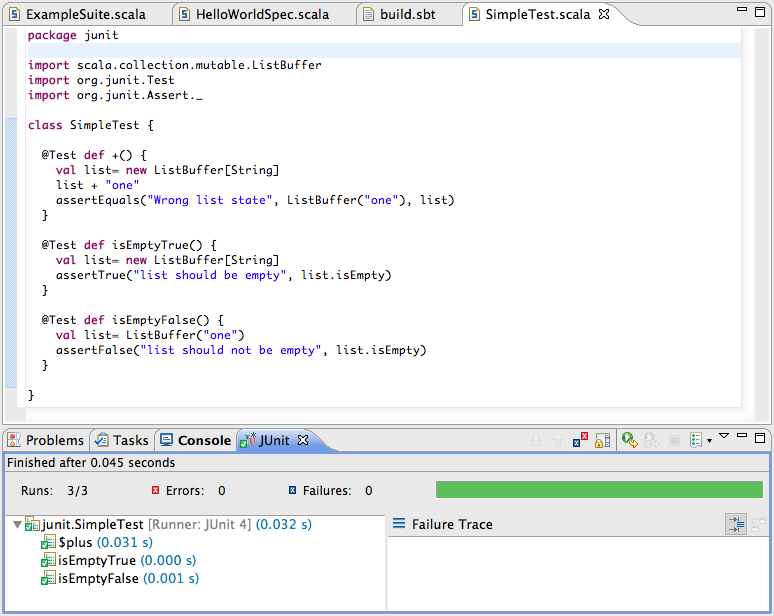 ExampleSuite.scala HelloWorldSpec.scala build.sbt SimpleTest.scala
package junit
import scala.collection.mutable.ListBuffer
import org.junit.Test
import org.junit.Assert._
class SimpleTest {
@Test def +() {
val list= new ListBuffer[String]
list + "one"
assertEquals("Wrong list state", ListBuffer("one"), list)
}
@Test def isEmptyTrue() {
val list= new ListBuffer[String]
assertTrue("list should be empty", list.isEmpty)
}
@Test def isEmptyFalse() {
val list= ListBuffer("one")
assertFalse("list should not be empty", list.isEmpty)
}
}
Problems Tasks Console JUnit
Finished after 0.045 seconds
Runs: 3/3 Errors: 0 Failures: 0
junit.SimpleTest [Runner: JUnit 4] (0.032 s)
$plus (0.031 s)
isEmptyTrue (0.000 s)
isEmptyFalse (0.001 s)
Failure Trace